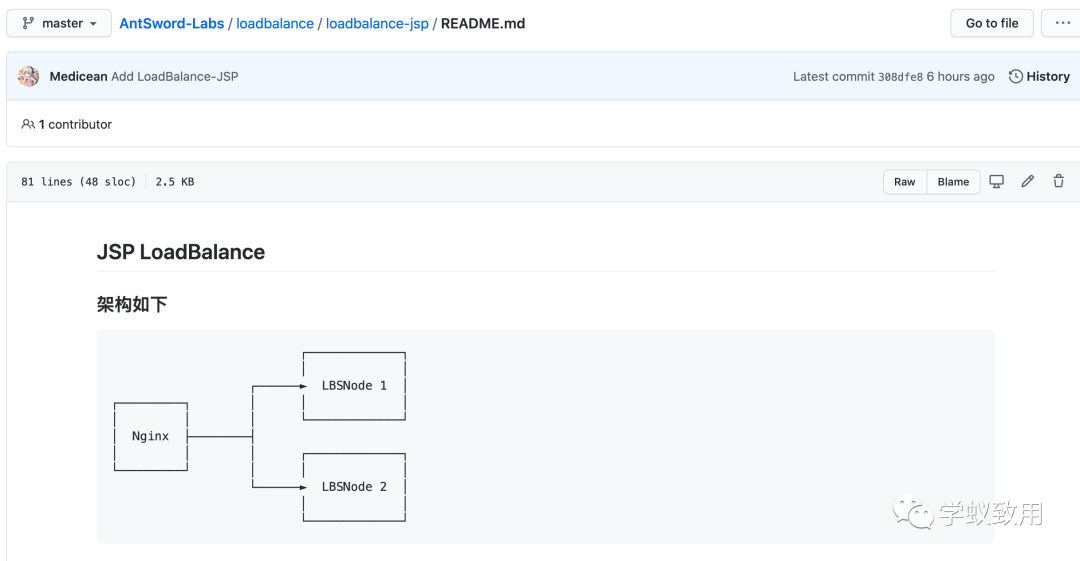 master AntSword-Labs / loadbalance / loadbalance-jsp / README.md Go to file ...
Medicean Add LoadBalance-JSP Latest commit 308dfe8 6 hours ago History
1 contributor
81 lines (48 sloc) 2.5 KB Raw Blame
JSP LoadBalance
架构如下
LBSNode 1
Nginx
LBSNode 2
学蚁致用